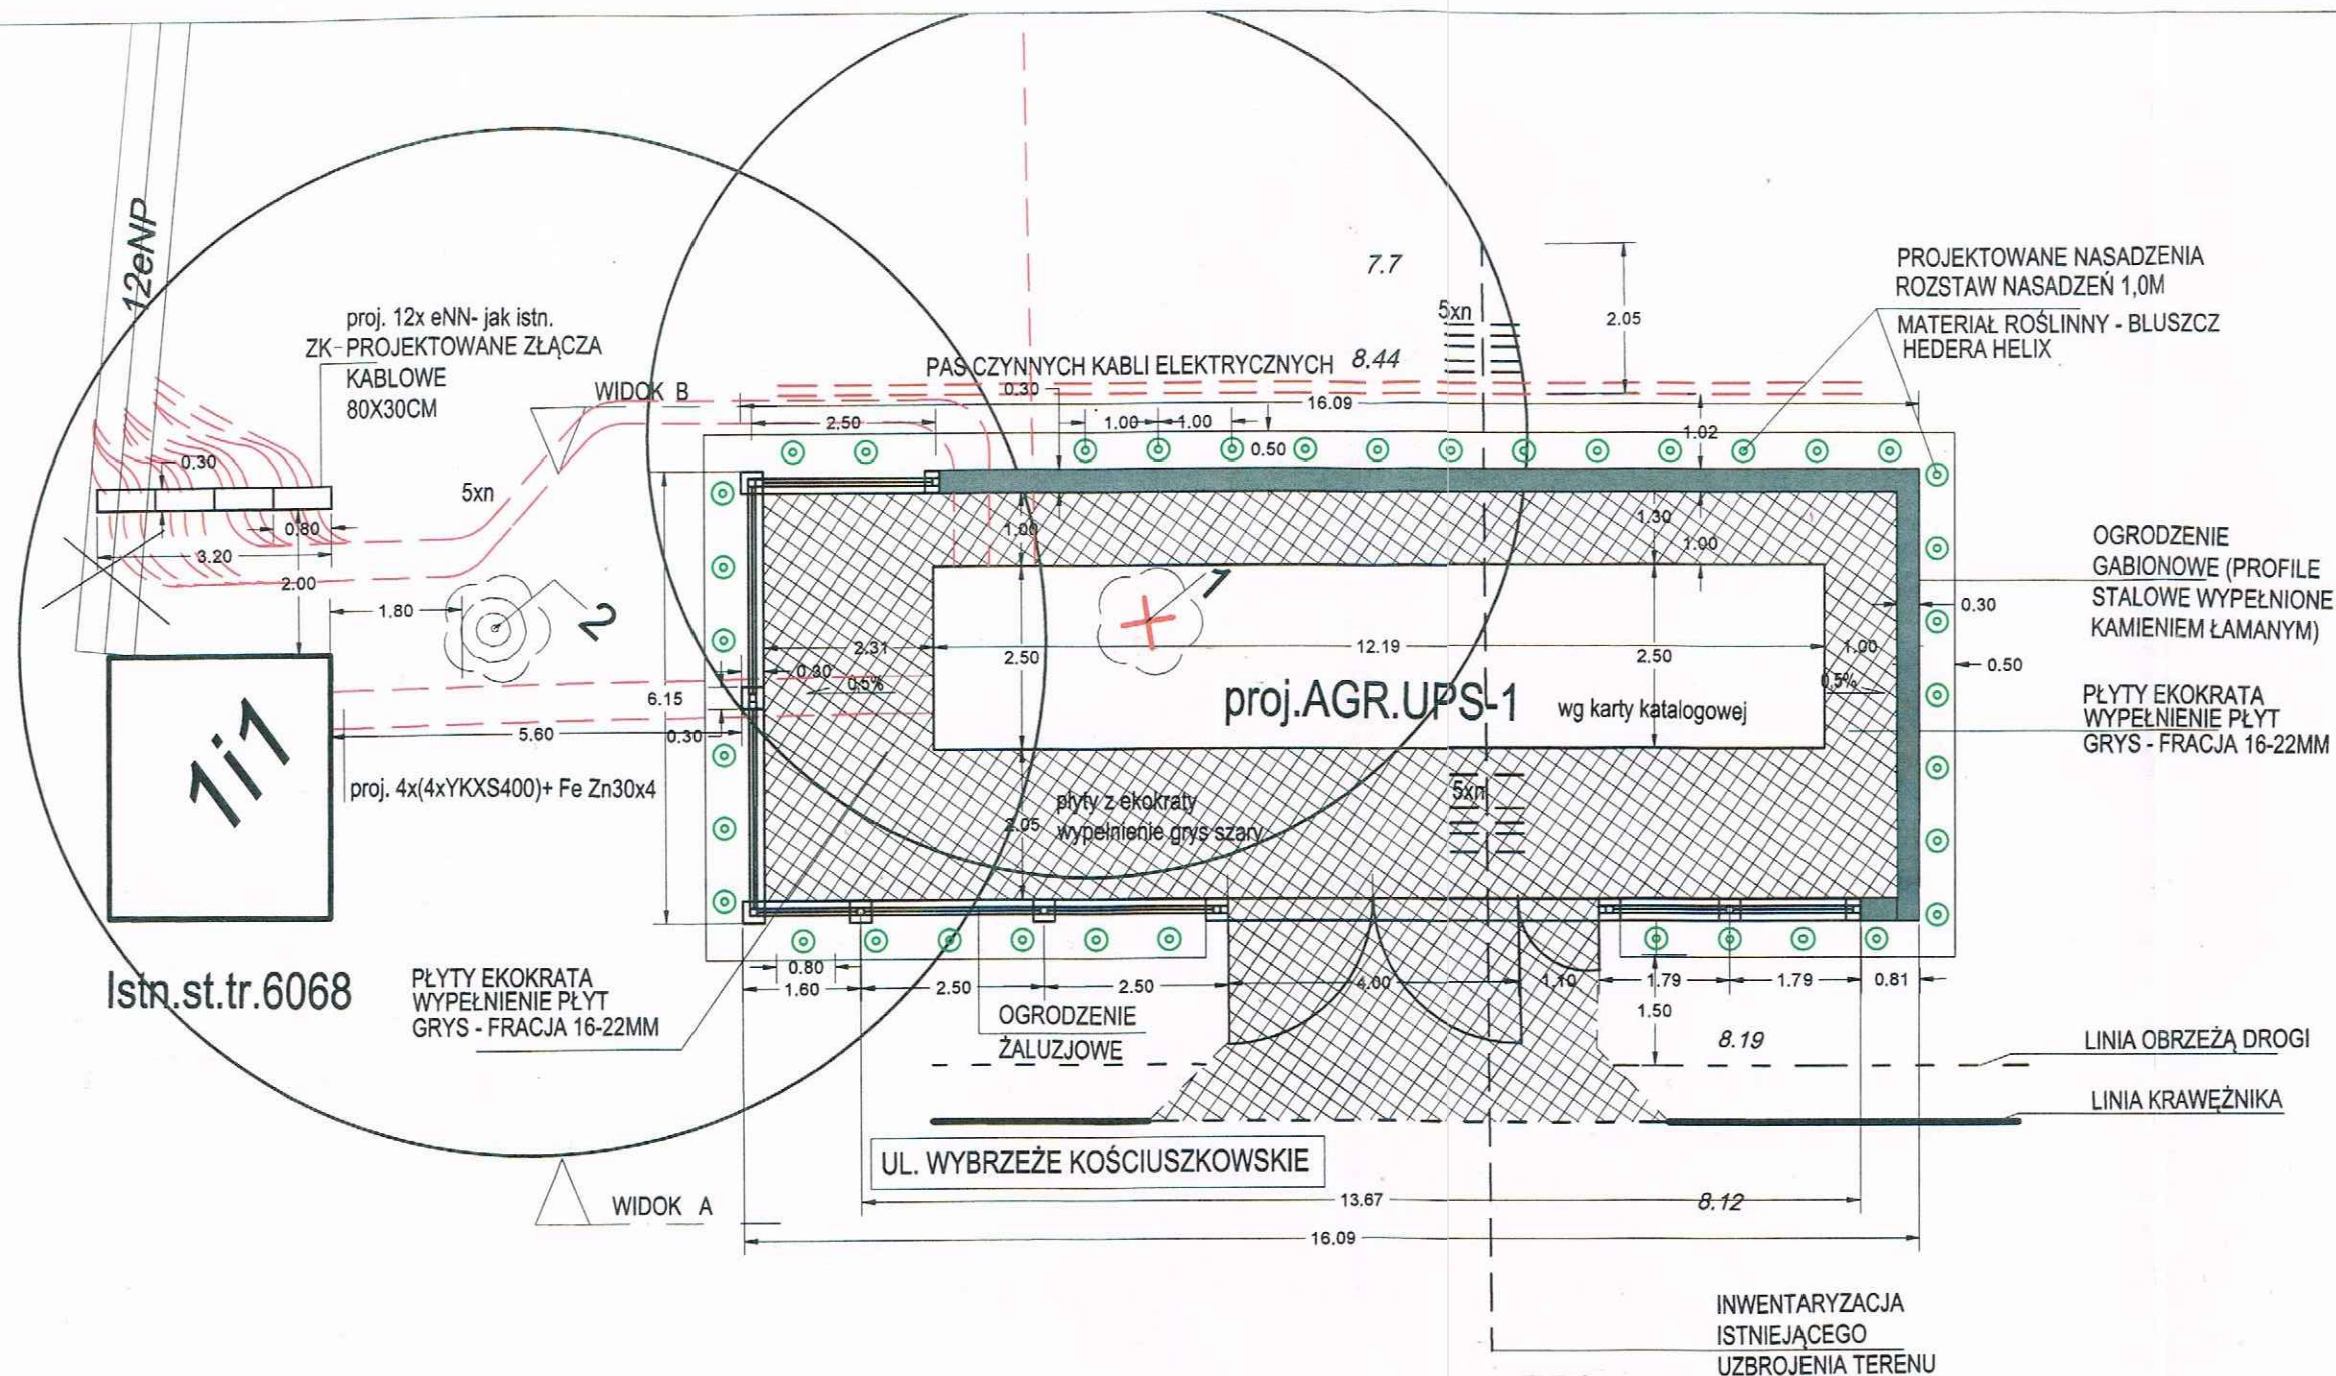 12eNP
proj. 12x eNN- jak istn.
ZK-PROJEKTOWANE ZŁĄCZA
KABLOWE
80X30CM
WIDOK B
PAS CZYNNYCH KABLI ELEKTRYCZNYCH
8.44
7.7
5xn
2.05
PROJEKTOWANE NASADZENIA
ROZSTAW NASADZEŃ 1,0M
MATERIAŁ ROŚLINNY - BLUSZCZ
HEDERA HELIX
0.30
16.09
2.50
1.00
1.00
0.50
1.02
0.30
5xn
0.80
3.20
2.00
1.80
2
1
1.00
1.30
1.00
OGRODZENIE
GABIONOWE (PROFILE
STALOWE WYPEŁNIONE
KAMIENIEM ŁAMANYM)
0.30
0.50
2.31
0.30
0.5%
2.50
12.19
2.50
1.00
0.5%
6.15
proj.AGR.UPS-1
wg karty katalogowej
PŁYTY EKOKRATA
WYPEŁNIENIE PŁYT
GRYS - FRACJA 16-22MM
5.60
0.30
1i1
proj. 4x(4xYKXS400)+ Fe Zn30x4
płyty z ekokraty
wypełnienie grys szary
2.05
5xn
Istn.st.tr.6068
PŁYTY EKOKRATA
WYPEŁNIENIE PŁYT
GRYS - FRACJA 16-22MM
0.80
1.60
2.50
2.50
4.00
1.10
1.79
1.79
0.81
1.50
OGRODZENIE
ŻALUZJOWE
8.19
LINIA OBRZEŻĄ DROGI
LINIA KRAWĘŻNIKA
UL. WYBRZEŻE KOŚCIUSZKOWSKIE
WIDOK A
13.67
8.12
16.09
INWENTARYZACJA
ISTNIEJĄCEGO
UZBROJENIA TERENU